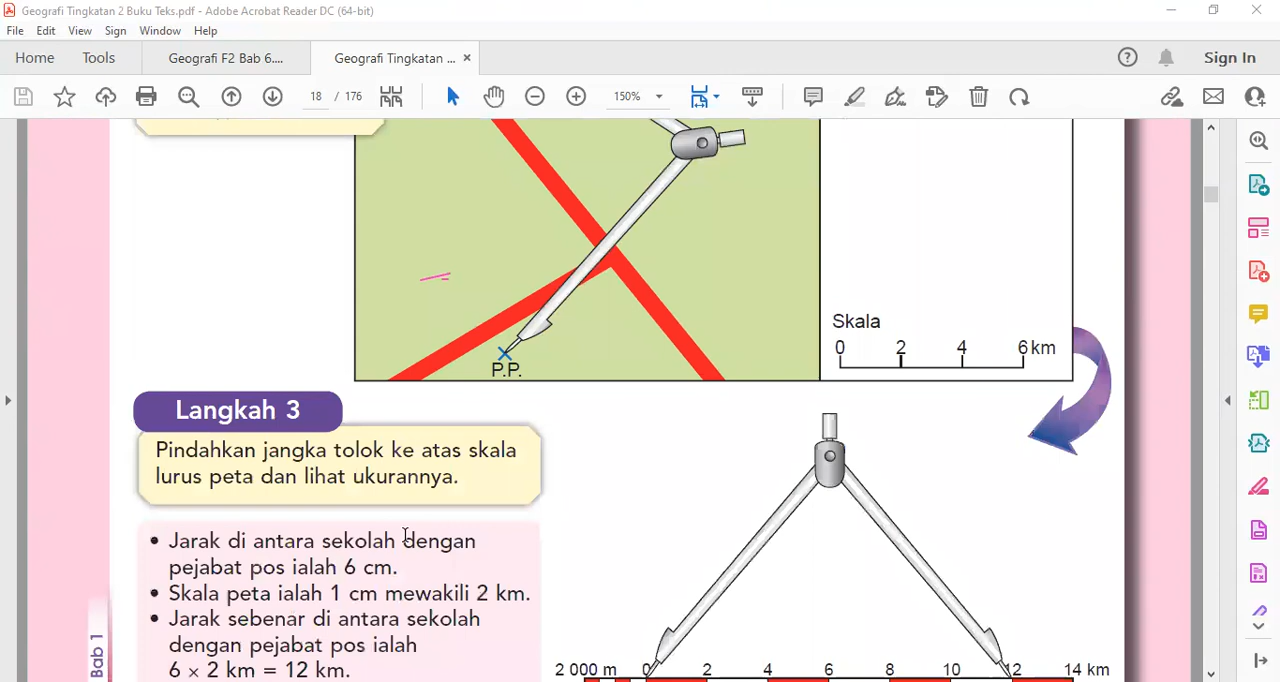 Geografi Tingkatan 2 Buku Teks.pdf - Adobe Acrobat Reader DC (64-bit)
File Edit View Sign Window Help
Home Tools Geografi F2 Bab 6.... Geografi Tingkatan ... × Sign In
18 / 176 150%
Skala
0 2 4 6 km
P.P.
Langkah 3
Pindahkan jangka tolok ke atas skala
lurus peta dan lihat ukurannya.
• Jarak di antara sekolah dengan
pejabat pos ialah 6 cm.
• Skala peta ialah 1 cm mewakili 2 km.
• Jarak sebenar di antara sekolah
dengan pejabat pos ialah
6 × 2 km = 12 km.
2 000 m 0 2 4 6 8 10 12 14 km
Bab 1